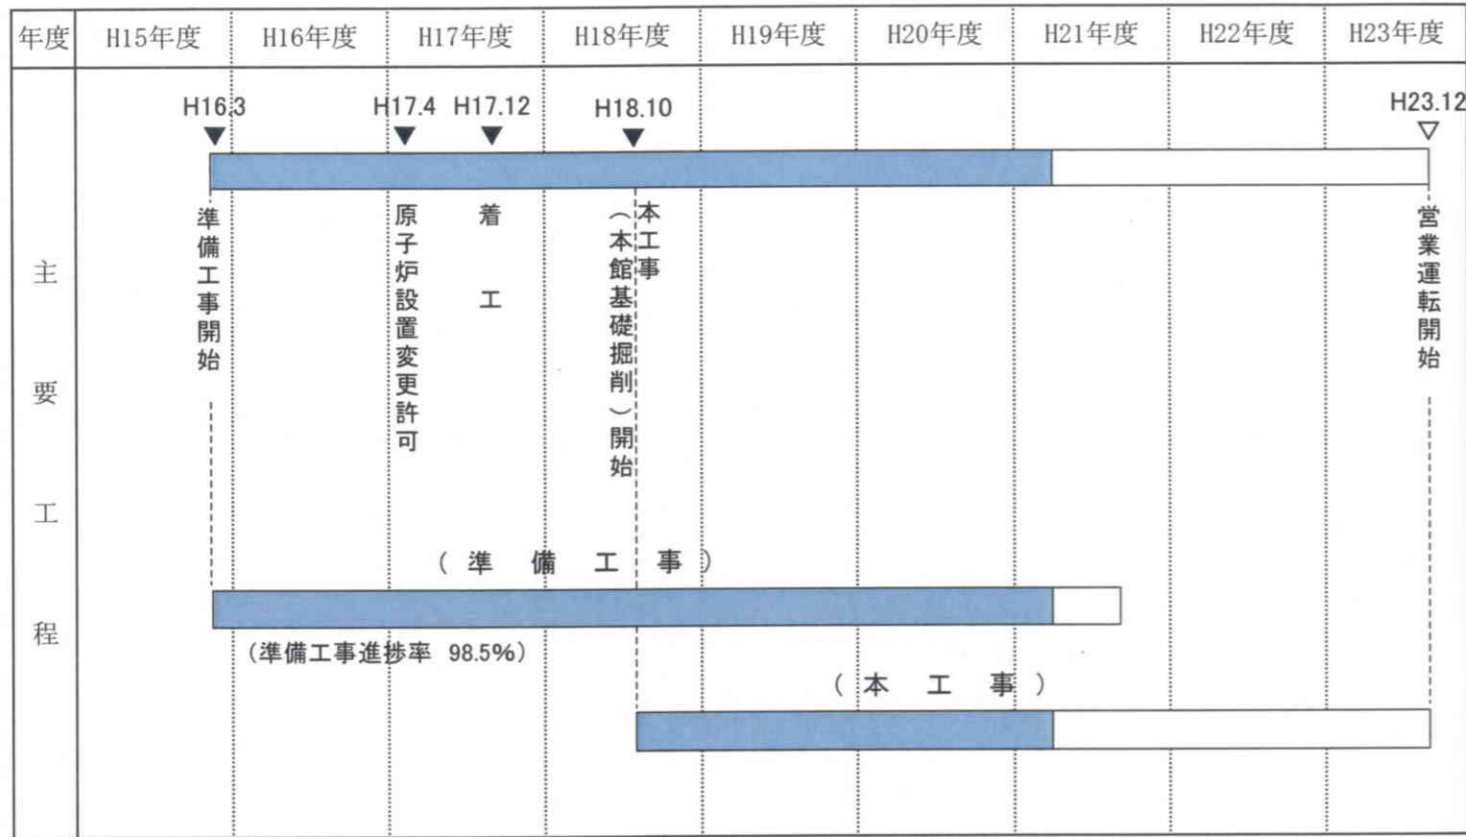 年度 H15年度 H16年度 H17年度 H18年度 H19年度 H20年度 H21年度 H22年度 H23年度
主要工程
H16.3 H17.4 H17.12 H18.10 H23.12
準備工事開始
原子炉設置変更許可
着工
本工事
(本館基礎掘削)開始
営業運転開始
(準備工事)
(準備工事進捗率 98.5%)
(本工事)